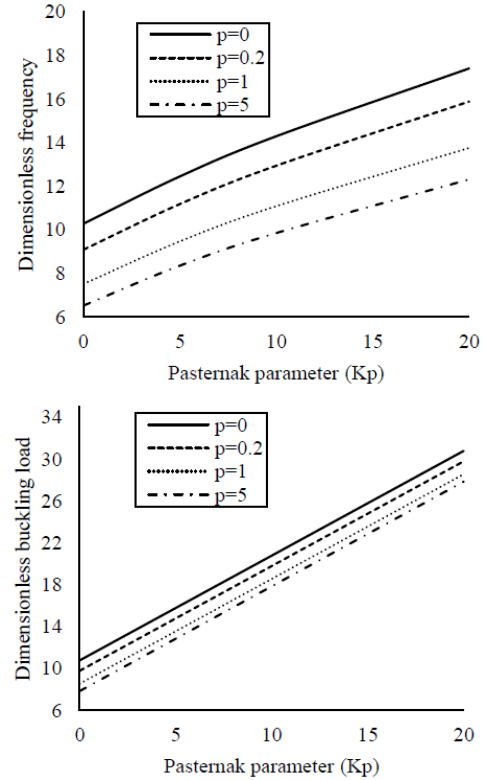 20
18
16
14
12
10
8
6
Dimensionless frequency
p=0
p=0.2
p=1
p=5
0 5 10 15 20
Pasternak parameter (Kp)
34
30
26
22
18
14
10
6
Dimensionless buckling load
p=0
p=0.2
p=1
p=5
0 5 10 15 20
Pasternak parameter (Kp)